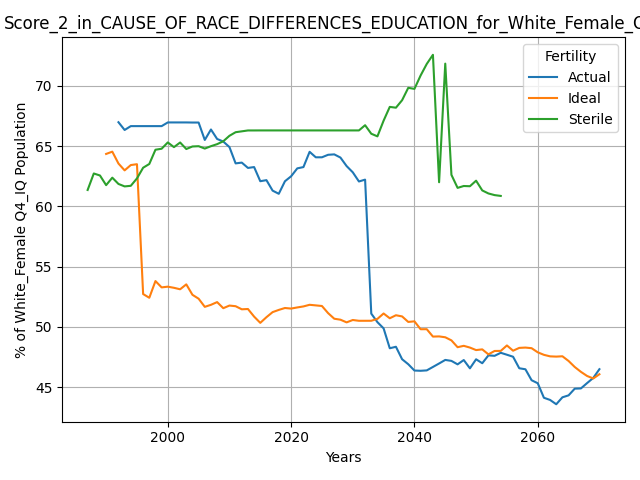 Score_2_in_CAUSE_OF_RACE_DIFFERENCES_EDUCATION_for_White_Female_
Fertility
Actual
Ideal
Sterile
% of White_Female Q4_IQ Population
70
65
60
55
50
45
2000
2020
2040
2060
Years